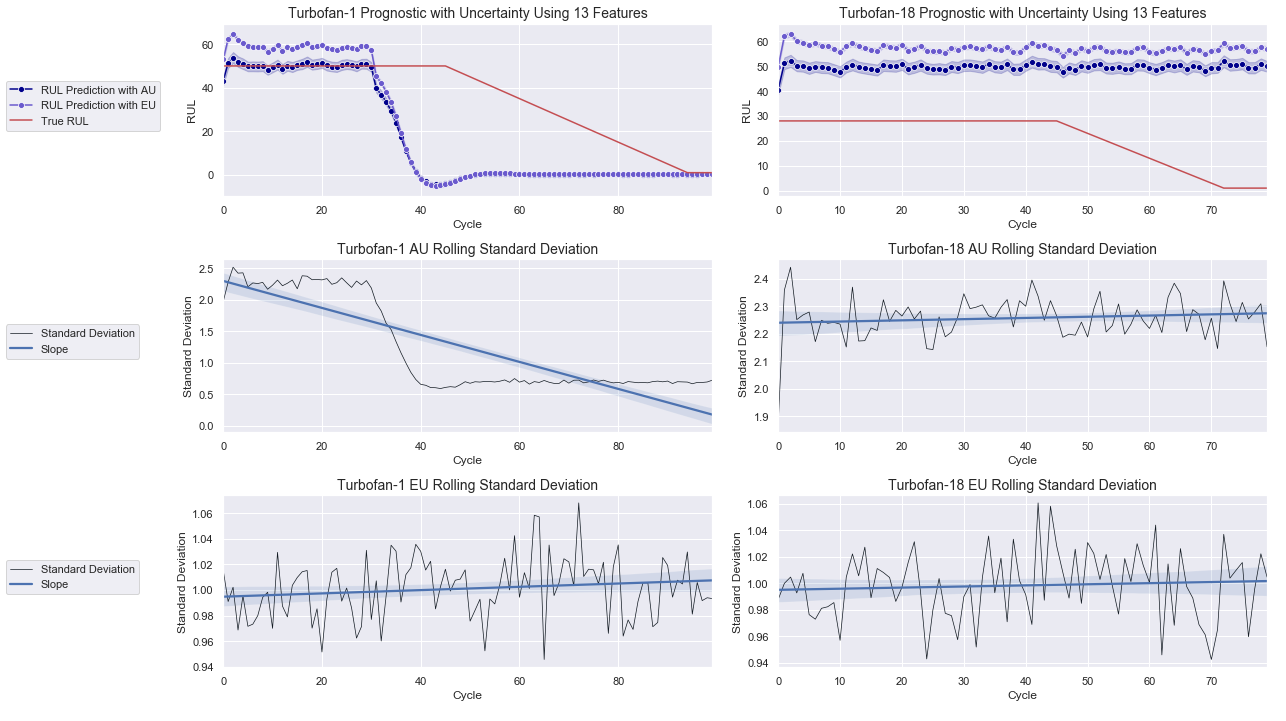 Turbofan-1 Prognostic with Uncertainty Using 13 Features
RUL Prediction with AU
RUL Prediction with EU
True RUL
RUL
60
40
20
0
0 20 40 60 80
Cycle
Turbofan-18 Prognostic with Uncertainty Using 13 Features
RUL
60
50
40
30
20
10
0
0 10 20 30 40 50 60 70
Cycle
Turbofan-1 AU Rolling Standard Deviation
Standard Deviation
Slope
Standard Deviation
2.5
2.0
1.5
1.0
0.5
0.0
0 20 40 60 80
Cycle
Turbofan-18 AU Rolling Standard Deviation
Standard Deviation
2.4
2.3
2.2
2.1
2.0
1.9
0 10 20 30 40 50 60 70
Cycle
Turbofan-1 EU Rolling Standard Deviation
Standard Deviation
Slope
Standard Deviation
1.06
1.04
1.02
1.00
0.98
0.96
0.94
0 20 40 60 80
Cycle
Turbofan-18 EU Rolling Standard Deviation
Standard Deviation
1.06
1.04
1.02
1.00
0.98
0.96
0.94
0 10 20 30 40 50 60 70
Cycle